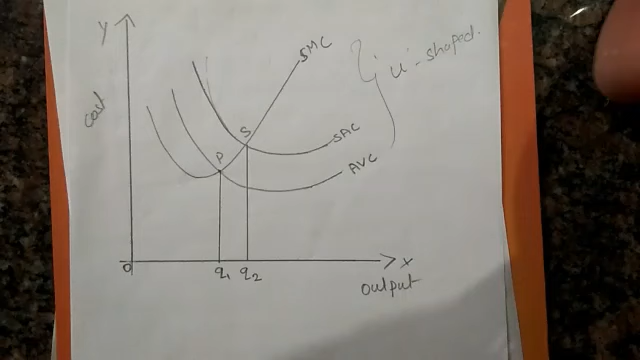 Y
SMC
'u'-shaped.
cost
S
SAC
P
AVC
0
q1 q2
X
output